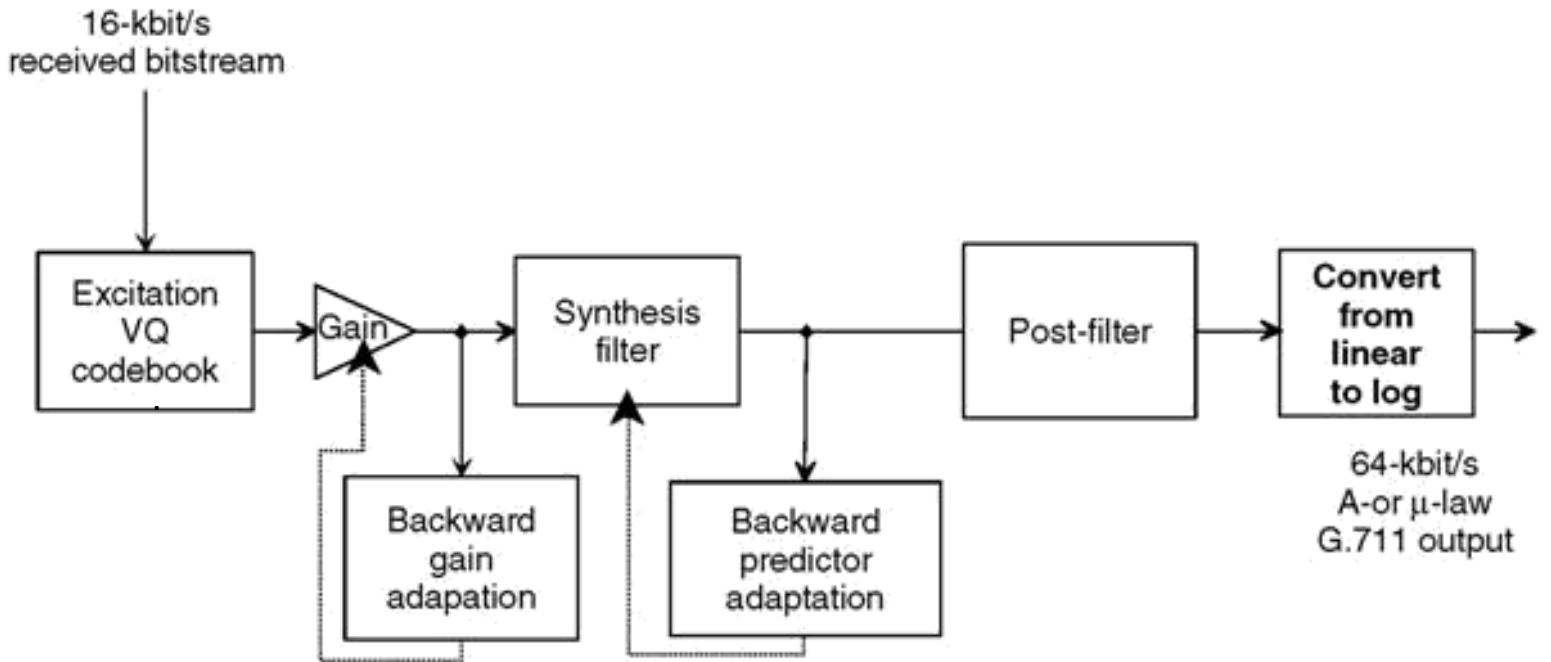 16-kbit/s
received bitstream
Excitation
VQ
codebook
Gain
Synthesis
filter
Post-filter
Convert
from
linear
to log
Backward
gain
adapation
Backward
predictor
adaptation
64-kbit/s
A-or μ-law
G.711 output